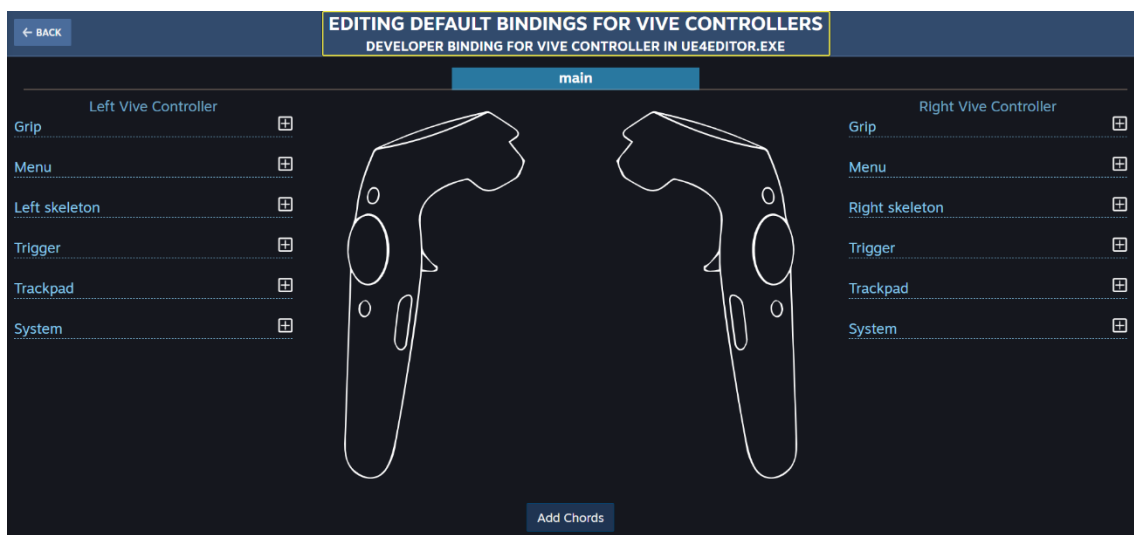 ← BACK
EDITING DEFAULT BINDINGS FOR VIVE CONTROLLERS
DEVELOPER BINDING FOR VIVE CONTROLLER IN UE4EDITOR.EXE
main
Left Vive Controller
Grip
Menu
Left skeleton
Trigger
Trackpad
System
Right Vive Controller
Grip
Menu
Right skeleton
Trigger
Trackpad
System
Add Chords